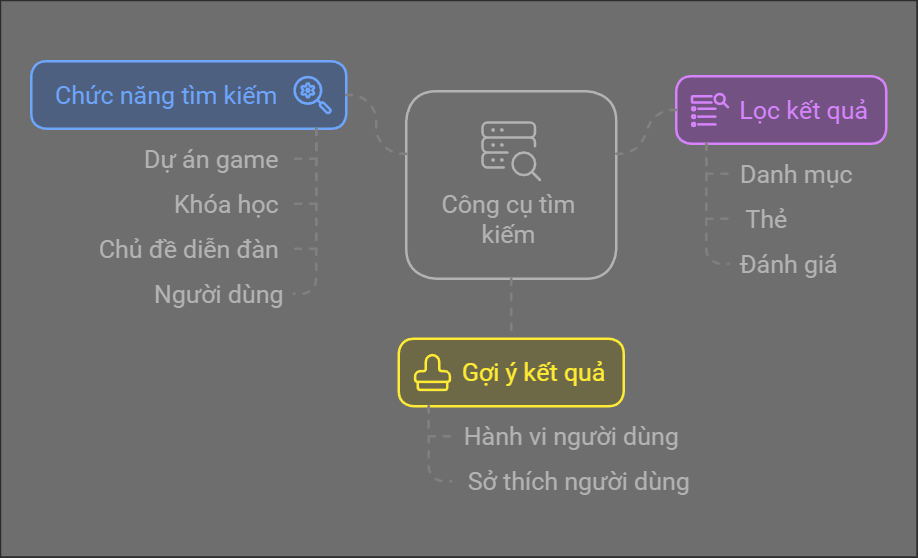 Chức năng tìm kiếm
Dự án game
Khóa học
Chủ đề diễn đàn
Người dùng
Công cụ tìm
kiếm
Lọc kết quả
Danh mục
Thẻ
Đánh giá
Gợi ý kết quả
Hành vi người dùng
Sở thích người dùng